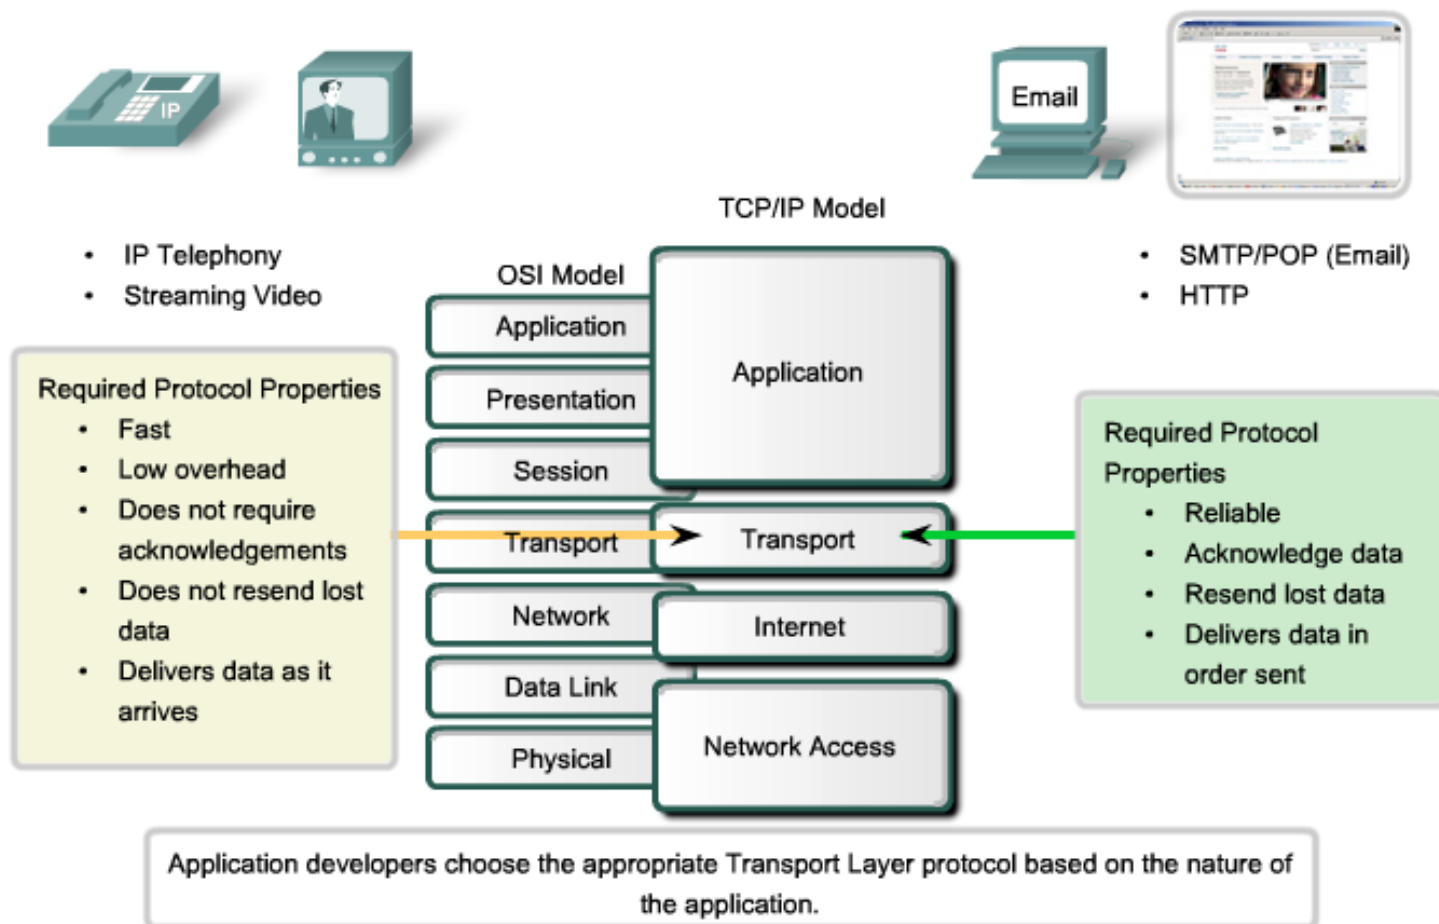 IP
Email
TCP/IP Model
• IP Telephony
• Streaming Video
OSI Model
• SMTP/POP (Email)
• HTTP
Application
Presentation
Session
Transport
Network
Data Link
Physical
Application
Transport
Internet
Network Access
Required Protocol Properties
• Fast
• Low overhead
• Does not require
acknowledgements
• Does not resend lost
data
• Delivers data as it
arrives
Required Protocol
Properties
• Reliable
• Acknowledge data
• Resend lost data
• Delivers data in
order sent
Application developers choose the appropriate Transport Layer protocol based on the nature of
the application.